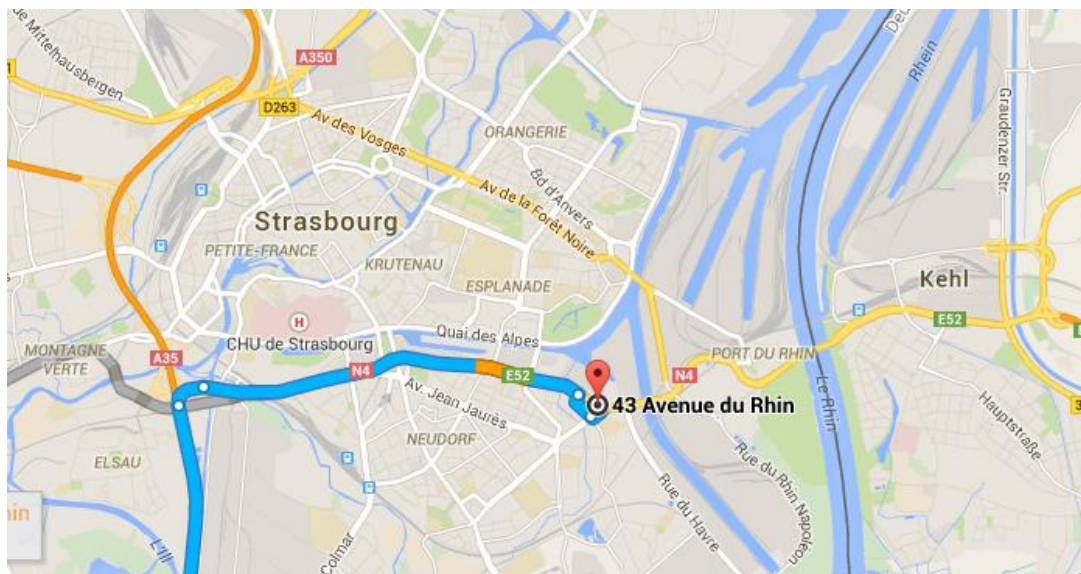 de Mittelhausbergen
A350
D263
Av des Vosges
ORANGERIE
Bd d'Anvers
Av de la Forêt Noire
Rhein
Graudenzer Str.
Strasbourg
PETITE-FRANCE
KRUTENAU
ESPLANADE
Kehl
H
CHU de Strasbourg
Quai des Alpes
E52
MONTAGNE
VERTE
A35
N4
E52
PORT DU RHIN
N4
Le Rhin
43 Avenue du Rhin
Av. Jean Jaurès
NEUDORF
Hauptstraße
ELSAU
Rue du Havre
Rue du Rhin Napoléon
L'Ill
Colmar